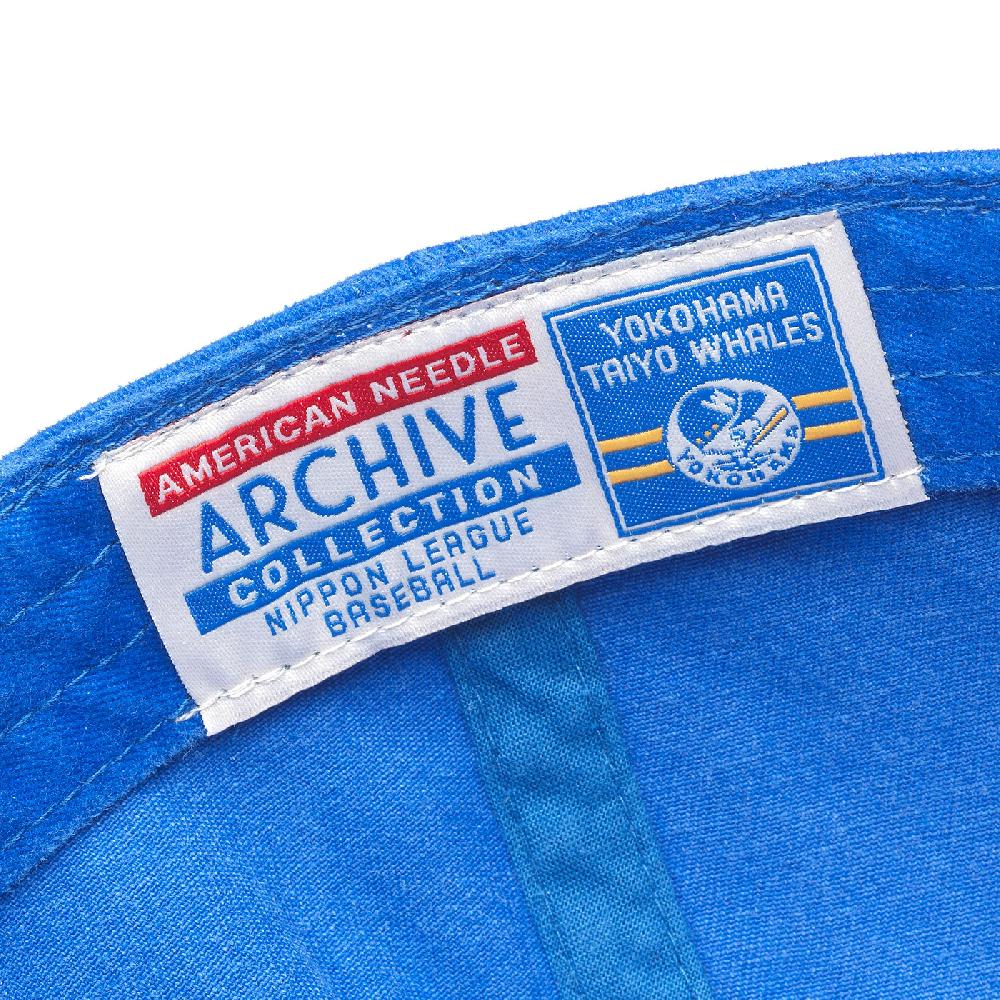 AMERICAN NEEDLE
ARCHIVE
COLLECTION
NIPPON LEAGUE
BASEBALL
YOKOHAMA
TAIYO WHALES
YOKOHAMA